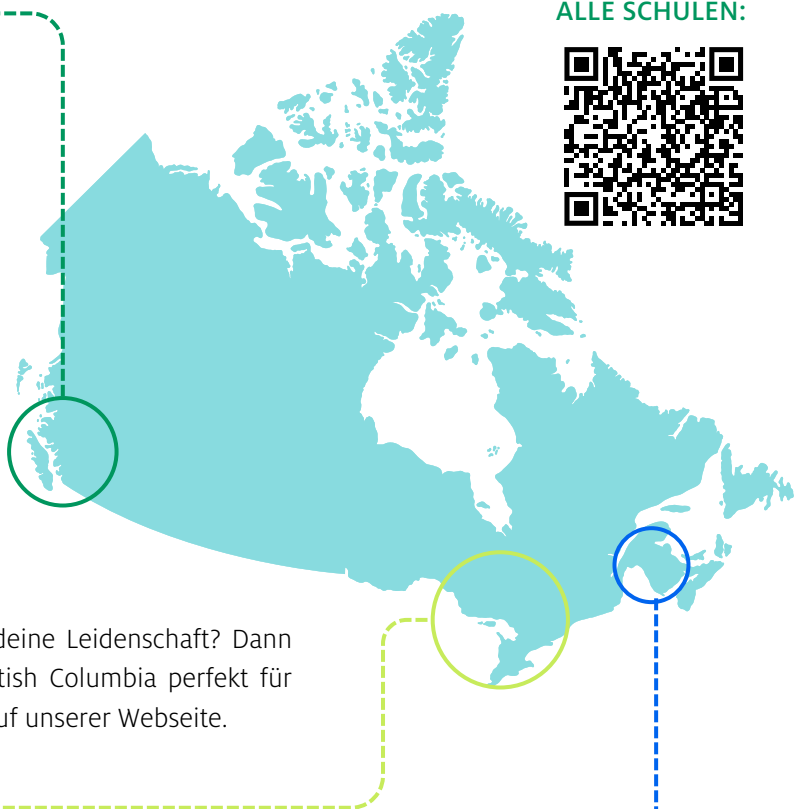 ALLE SCHULEN:
deine Leidenschaft? Dann
tish Columbia perfekt für
uf unserer Webseite.